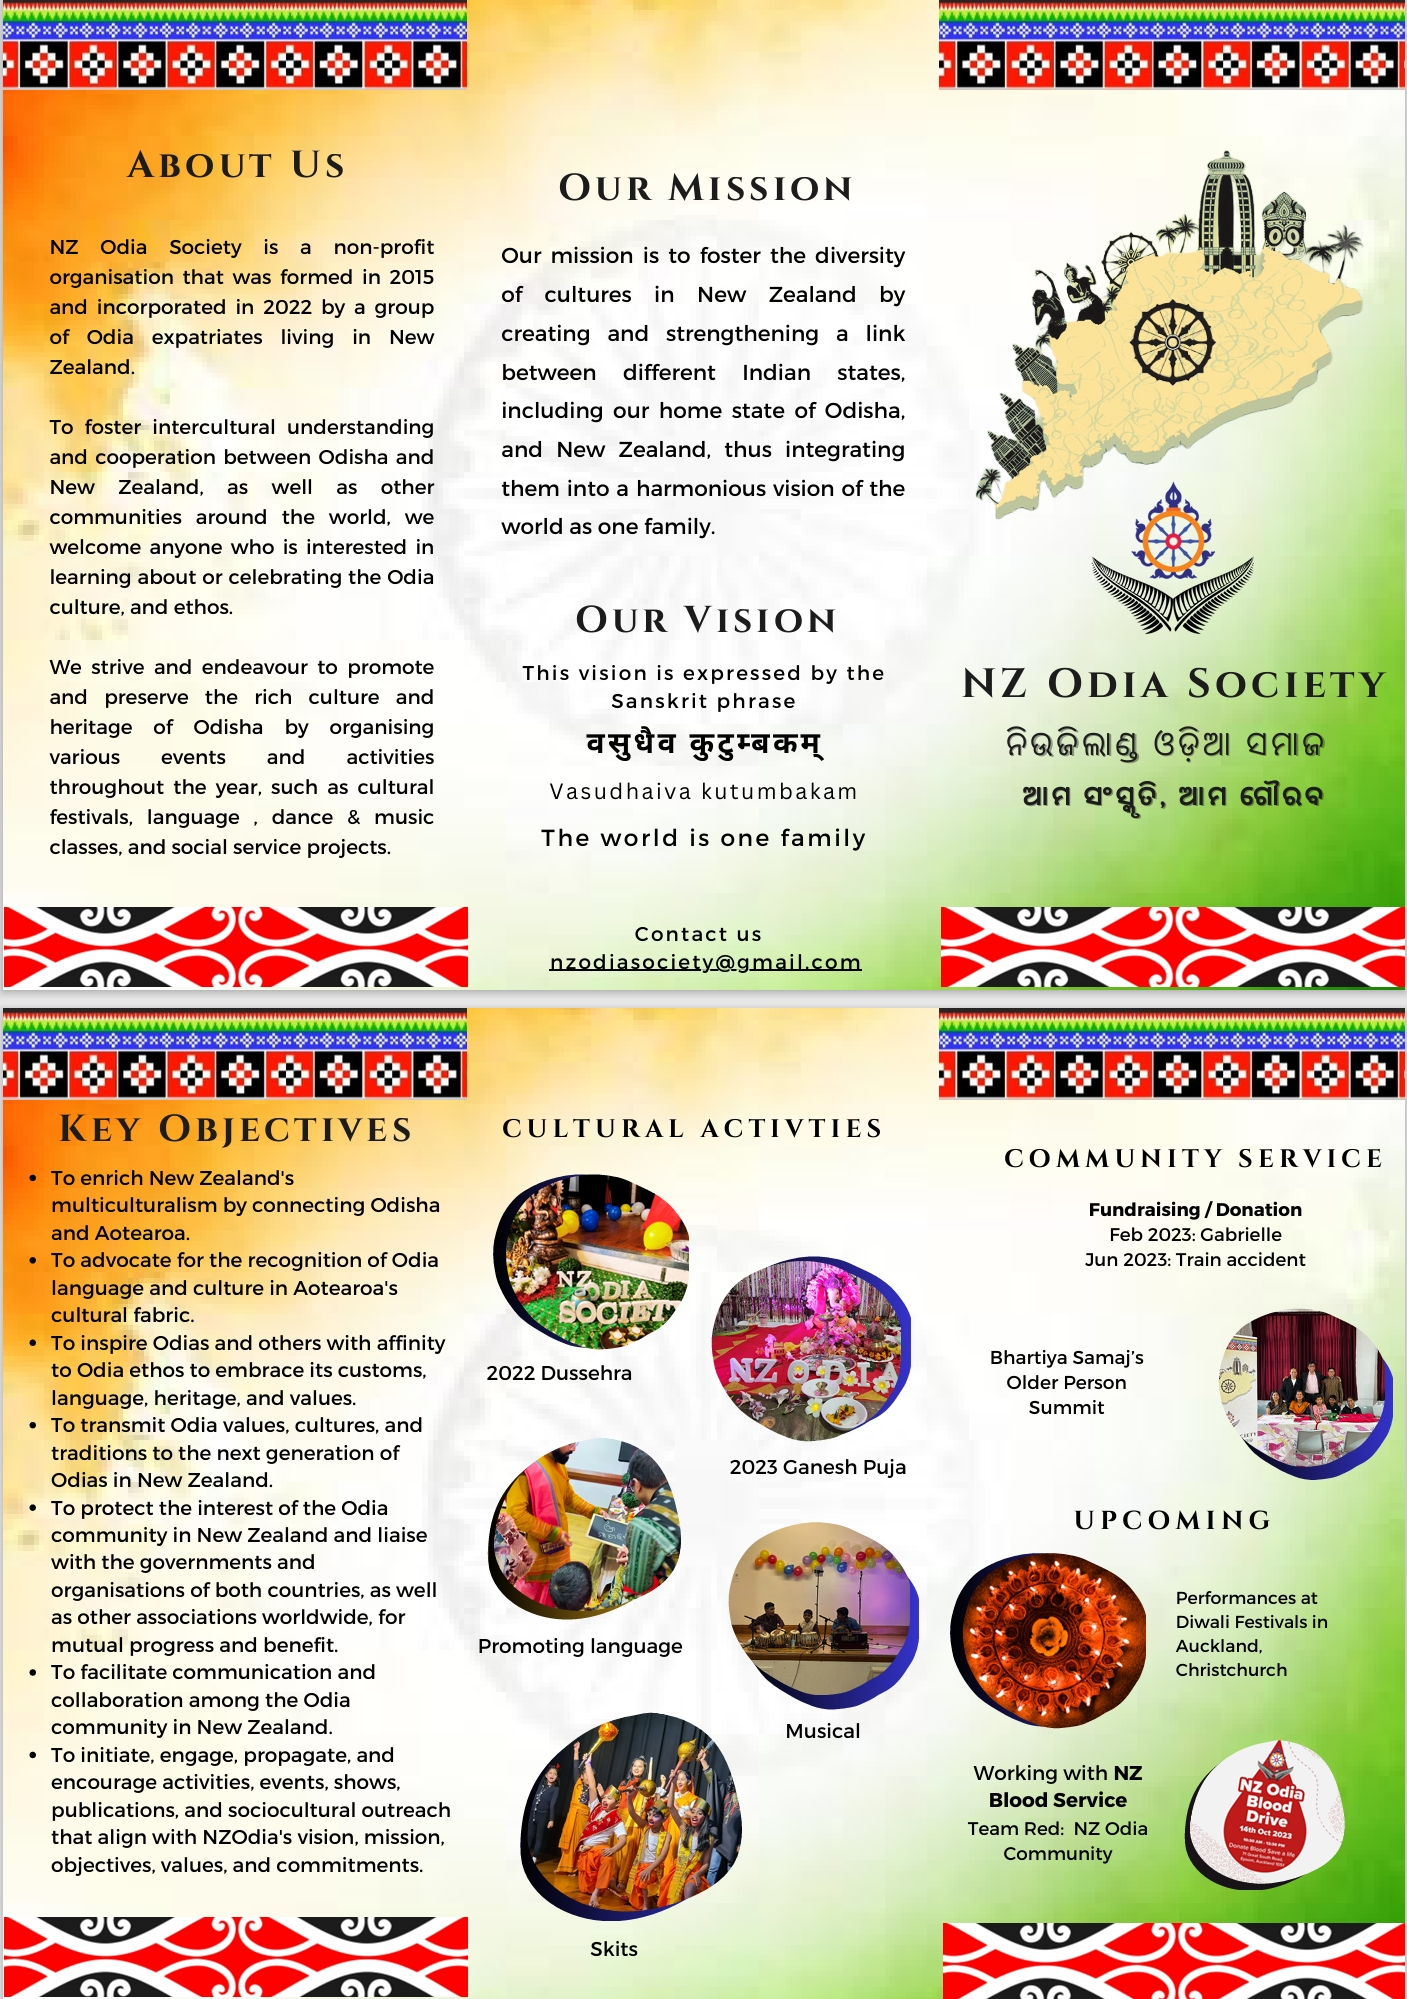 About Us
NZ Odia Society is a non-profit
organisation that was formed in 2015
and incorporated in 2022 by a group
of Odia expatriates living in New
Zealand.
To foster intercultural understanding
and cooperation between Odisha and
New Zealand, as well as other
communities around the world, we
welcome anyone who is interested in
learning about or celebrating the Odia
culture, and ethos.
We strive and endeavour to promote
and preserve the rich culture and
heritage of Odisha by organising
various events and activities
throughout the year, such as cultural
festivals, language , dance & music
classes, and social service projects.
Our Mission
Our mission is to foster the diversity
of cultures in New Zealand by
creating and strengthening a link
between different Indian states,
including our home state of Odisha,
and New Zealand, thus integrating
them into a harmonious vision of the
world as one family.
Our Vision
This vision is expressed by the
Sanskrit phrase
वसुधैव कुटुम्बकम्
Vasudhaiva kutumbakam
The world is one family
Contact us
nzodiasociety@gmail.com
NZ Odia Society
ନିଉଜିଲାଣ୍ଡ ଓଡ଼ିଆ ସମାଜ
ଆମ ସଂସ୍କୃତି, ଆମ ଗୌରବ
Key Objectives
• To enrich New Zealand's
multiculturalism by connecting Odisha
and Aotearoa.
• To advocate for the recognition of Odia
language and culture in Aotearoa's
cultural fabric.
• To inspire Odias and others with affinity
to Odia ethos to embrace its customs,
language, heritage, and values.
• To transmit Odia values, cultures, and
traditions to the next generation of
Odias in New Zealand.
• To protect the interest of the Odia
community in New Zealand and liaise
with the governments and
organisations of both countries, as well
as other associations worldwide, for
mutual progress and benefit.
• To facilitate communication and
collaboration among the Odia
community in New Zealand.
• To initiate, engage, propagate, and
encourage activities, events, shows,
publications, and sociocultural outreach
that align with NZOdia's vision, mission,
objectives, values, and commitments.
CULTURAL ACTIVTIES
NZ
ODIA
SOCIETY
2022 Dussehra
NZ ODIA
2023 Ganesh Puja
Promoting language
Musical
Skits
COMMUNITY SERVICE
Fundraising / Donation
Feb 2023: Gabrielle
Jun 2023: Train accident
Bhartiya Samaj’s
Older Person
Summit
UPCOMING
Performances at
Diwali Festivals in
Auckland,
Christchurch
Working with NZ
Blood Service
Team Red: NZ Odia
Community
NZ Odia
Blood
Drive
14th Oct 2023
10:30 AM - 12:30 PM
Donate Blood Save a life
71 Great South Road,
Epsom, Auckland 1051